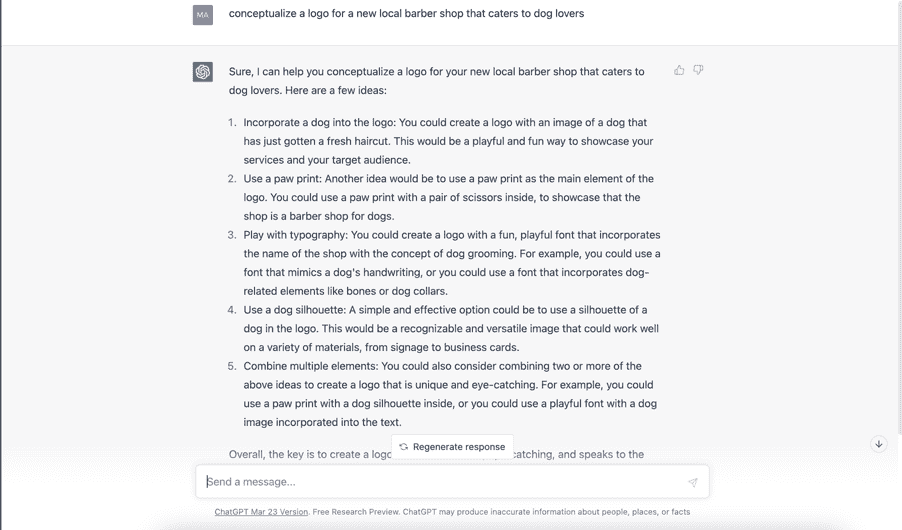 MA
conceptualize a logo for a new local barber shop that caters to dog lovers
Sure, I can help you conceptualize a logo for your new local barber shop that caters to
dog lovers. Here are a few ideas:
1. Incorporate a dog into the logo: You could create a logo with an image of a dog that
has just gotten a fresh haircut. This would be a playful and fun way to showcase your
services and your target audience.
2. Use a paw print: Another idea would be to use a paw print as the main element of the
logo. You could use a paw print with a pair of scissors inside, to showcase that the
shop is a barber shop for dogs.
3. Play with typography: You could create a logo with a fun, playful font that incorporates
the name of the shop with the concept of dog grooming. For example, you could use a
font that mimics a dog's handwriting, or you could use a font that incorporates dog-
related elements like bones or dog collars.
4. Use a dog silhouette: A simple and effective option could be to use a silhouette of a
dog in the logo. This would be a recognizable and versatile image that could work well
on a variety of materials, from signage to business cards.
5. Combine multiple elements: You could also consider combining two or more of the
above ideas to create a logo that is unique and eye-catching. For example, you could
use a paw print with a dog silhouette inside, or you could use a playful font with a dog
image incorporated into the text.
Regenerate response
Overall, the key is to create a logo catching, and speaks to the
Send a message...
ChatGPT Mar 23 Version. Free Research Preview. ChatGPT may produce inaccurate information about people, places, or facts